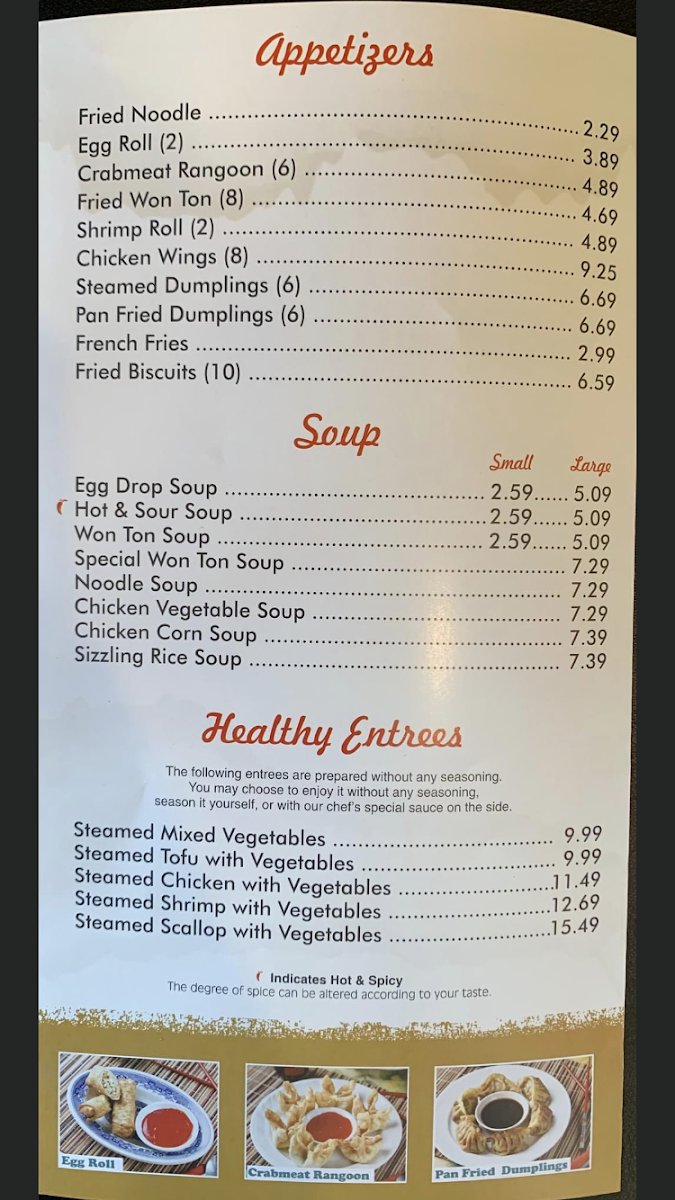 Appetizers
Fried Noodle ........ 2.29
Egg Roll (2) ........ 3.89
Crabmeat Rangoon (6) ........ 4.89
Fried Won Ton (8) ........ 4.69
Shrimp Roll (2) ........ 4.89
Chicken Wings (8) ........ 9.25
Steamed Dumplings (6) ........ 6.69
Pan Fried Dumplings (6) ........ 6.69
French Fries ........ 2.99
Fried Biscuits (10) ........ 6.59
Soup
Small Large
Egg Drop Soup ........ 2.59...... 5.09
Hot & Sour Soup ........ 2.59...... 5.09
Won Ton Soup ........ 2.59...... 5.09
Special Won Ton Soup ........ 7.29
Noodle Soup ........ 7.29
Chicken Vegetable Soup ........ 7.29
Chicken Corn Soup ........ 7.39
Sizzling Rice Soup ........ 7.39
Healthy Entrees
The following entrees are prepared without any seasoning.
You may choose to enjoy it without any seasoning,
season it yourself, or with our chef's special sauce on the side.
Steamed Mixed Vegetables ........ 9.99
Steamed Tofu with Vegetables ........ 9.99
Steamed Chicken with Vegetables ........ 11.49
Steamed Shrimp with Vegetables ........ 12.69
Steamed Scallop with Vegetables ........ 15.49
Indicates Hot & Spicy
The degree of spice can be altered according to your taste.
Egg Roll
Crabmeat Rangoon
Pan Fried Dumplings